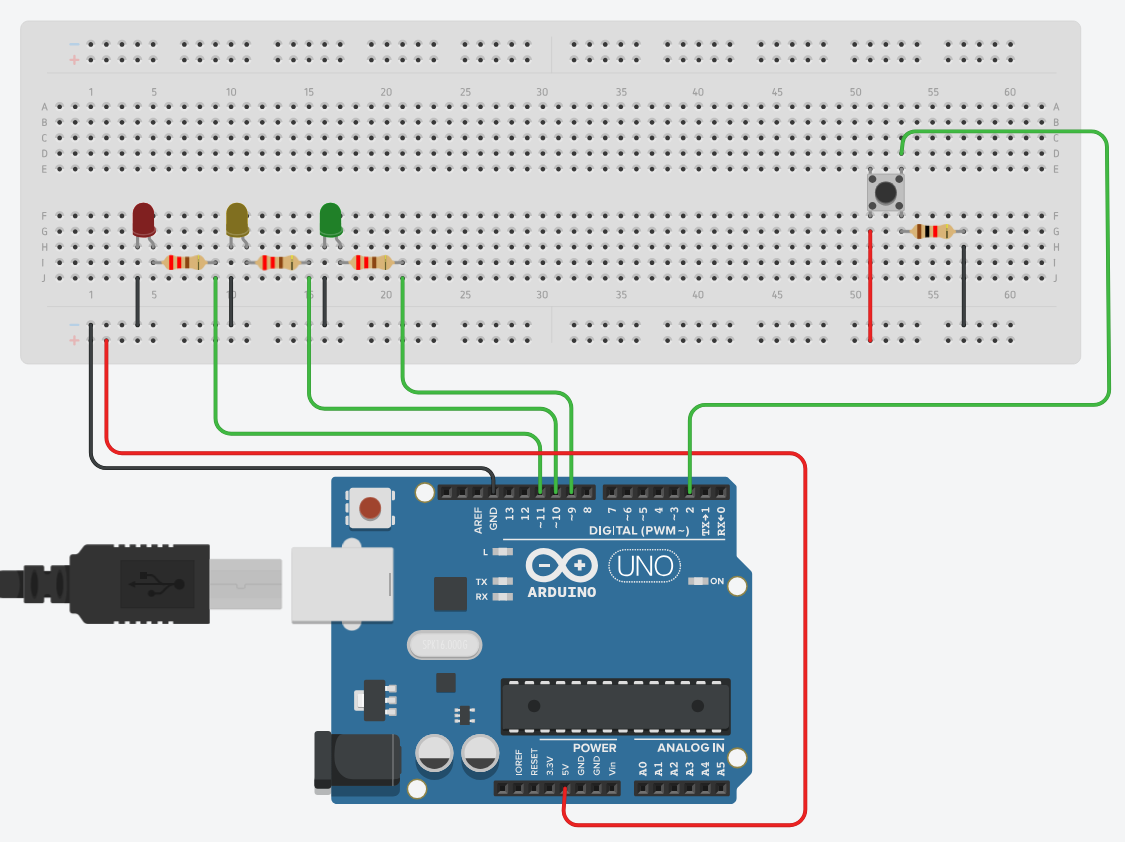 − −
+ +
1 5 10 15 20 25 30 35 40 45 50 55 60
A A
B B
C C
D D
E E
F F
G G
H H
I I
J J
1 5 10 15 20 25 30 35 40 45 50 55 60
− −
+ +
AREF GND 13 12 ~11 ~10 ~9 8 7 ~6 ~5 4 ~3 2 TX→1 RX←0
DIGITAL (PWM~)
L
TX
RX
ARDUINO
UNO
ON
POWER ANALOG IN
IOREF RESET 3.3V 5V GND GND Vin A0 A1 A2 A3 A4 A5